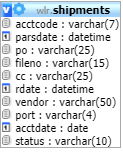 wlr.shipments
acctcode : varchar(7)
parsdate : datetime
po : varchar(25)
fileno : varchar(15)
cc : varchar(25)
rdate : datetime
vendor : varchar(50)
port : varchar(4)
acctdate : date
status : varchar(10)